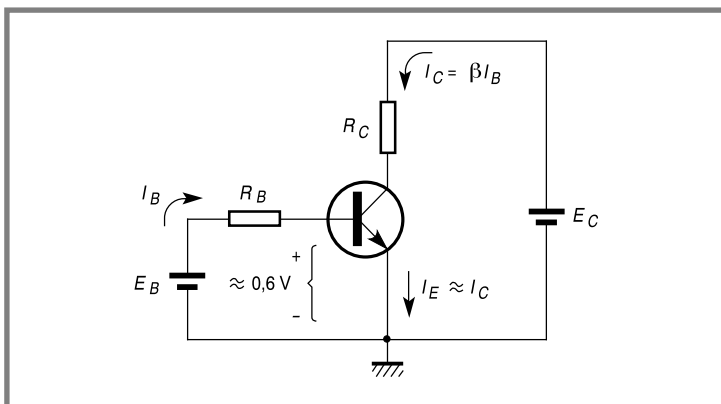 I_C = βI_B
R_C
I_B
R_B
E_C
+
E_B
≈ 0,6 V
I_E ≈ I_C
–